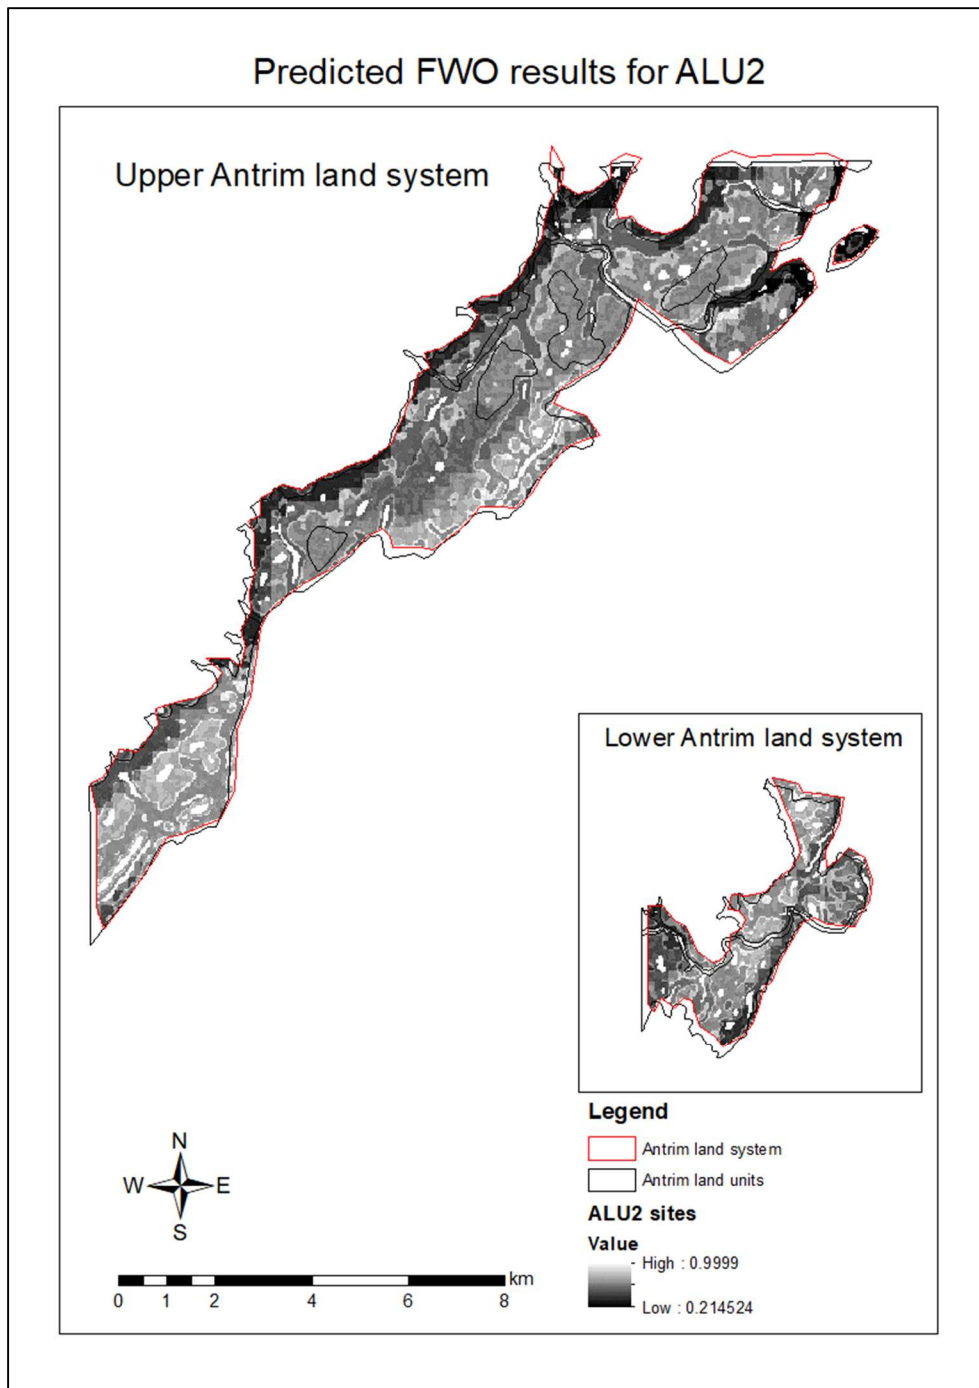 Predicted FWO results for ALU2
Upper Antrim land system
Lower Antrim land system
Legend
Antrim land system
Antrim land units
ALU2 sites
Value
High : 0.9999
Low : 0.214524
N
W E
S
km
0 1 2 4 6 8